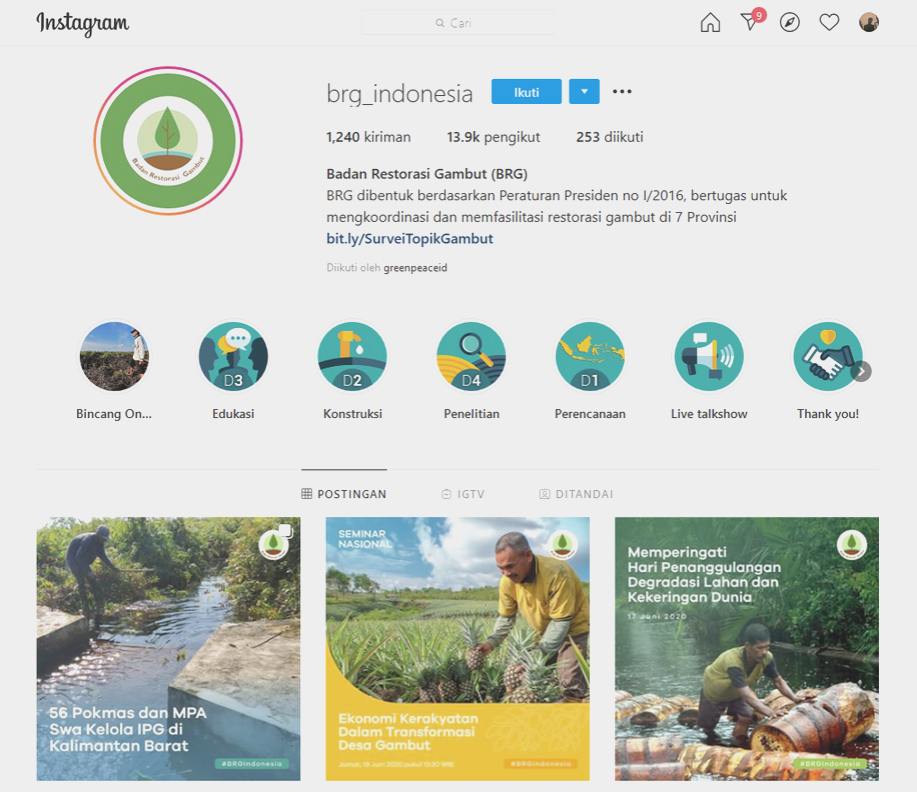 Instagram
Cari
9
brg_indonesia
Ikuti
1,240 kiriman 13.9k pengikut 253 diikuti
Badan Restorasi Gambut (BRG)
BRG dibentuk berdasarkan Peraturan Presiden no I/2016, bertugas untuk
mengkoordinasi dan memfasilitasi restorasi gambut di 7 Provinsi
bit.ly/SurveiTopikGambut
Diikuti oleh greenpeaceid
Badan Restorasi Gambut
D3
D2
D4
D1
Bincang On...
Edukasi
Konstruksi
Penelitian
Perencanaan
Live talkshow
Thank you!
POSTINGAN
IGTV
DITANDAI
56 Pokmas dan MPA
Swa Kelola IPG di
Kalimantan Barat
#BRGIndonesia
SEMINAR
NASIONAL
Ekonomi Kerakyatan
Dalam Transformasi
Desa Gambut
Jumat, 19 Juni 2020 pukul 13.30 WIB
#BRGIndonesia
Memperingati
Hari Penanggulangan
Degradasi Lahan dan
Kekeringan Dunia
17 Juni 2020
#BRGIndonesia